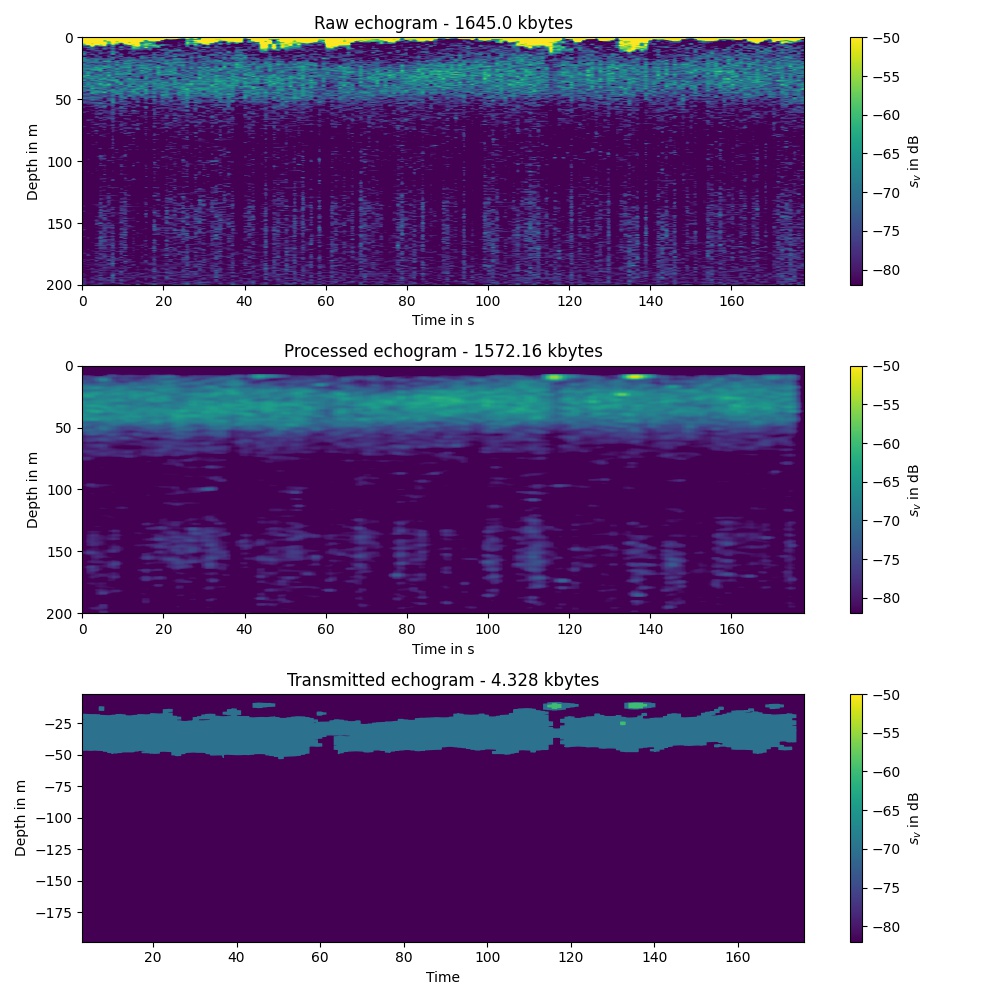 Raw echogram - 1645.0 kbytes
0
50
100
150
200
Depth in m
0 20 40 60 80 100 120 140 160
Time in s
−50
−55
−60
−65
−70
−75
−80
sv in dB
Processed echogram - 1572.16 kbytes
0
50
100
150
200
Depth in m
0 20 40 60 80 100 120 140 160
Time in s
−50
−55
−60
−65
−70
−75
−80
sv in dB
Transmitted echogram - 4.328 kbytes
−25
−50
−75
−100
−125
−150
−175
Depth in m
20 40 60 80 100 120 140 160
Time
−50
−55
−60
−65
−70
−75
−80
sv in dB